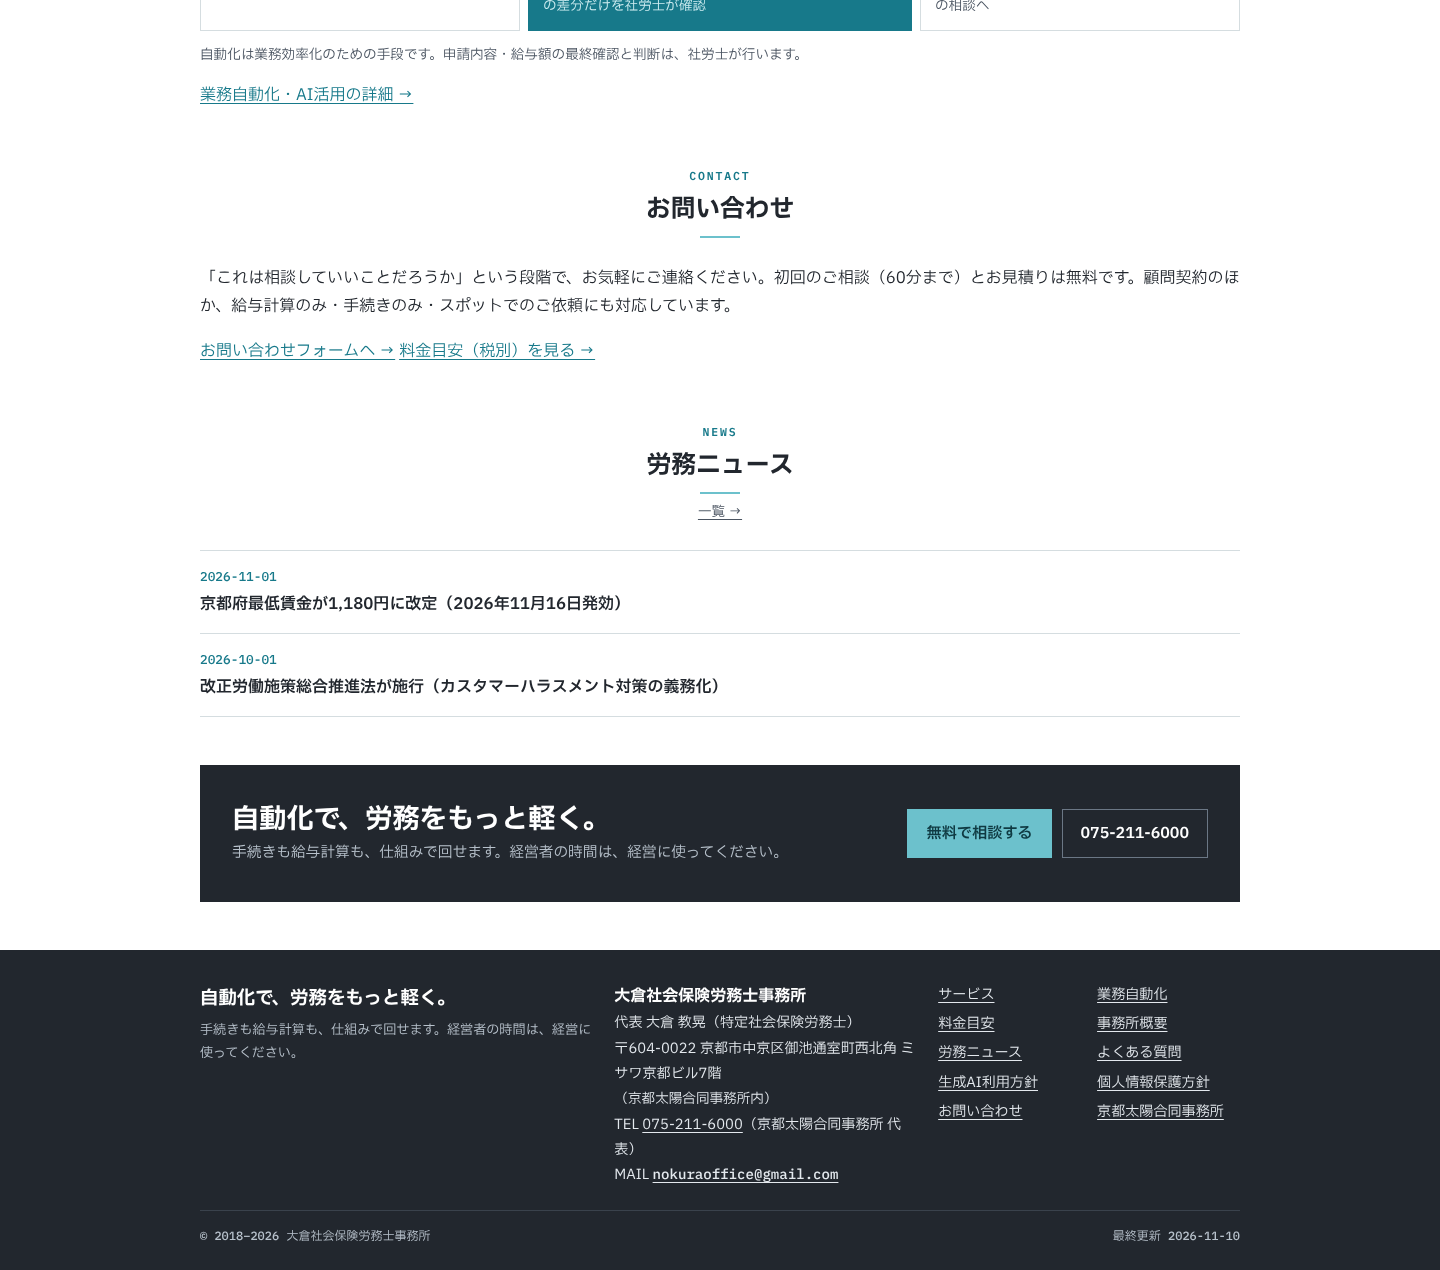 の差分だけを社労士が確認
の相談へ
自動化は業務効率化のための手段です。申請内容・給与額の最終確認と判断は、社労士が行います。
業務自動化・AI活用の詳細 →
CONTACT
お問い合わせ
「これは相談していいことだろうか」という段階で、お気軽にご連絡ください。初回のご相談（60分まで）とお見積りは無料です。顧問契約のほ
か、給与計算のみ・手続きのみ・スポットでのご依頼にも対応しています。
お問い合わせフォームへ → 料金目安（税別）を見る →
NEWS
労務ニュース
一覧 →
2026-11-01
京都府最低賃金が1,180円に改定（2026年11月16日発効）
2026-10-01
改正労働施策総合推進法が施行（カスタマーハラスメント対策の義務化）
自動化で、労務をもっと軽く。
手続きも給与計算も、仕組みで回せます。経営者の時間は、経営に使ってください。
無料で相談する
075-211-6000
自動化で、労務をもっと軽く。
手続きも給与計算も、仕組みで回せます。経営者の時間は、経営に
使ってください。
大倉社会保険労務士事務所
代表 大倉 教晃（特定社会保険労務士）
〒604-0022 京都市中京区御池通室町西北角 ミ
サワ京都ビル7階
（京都太陽合同事務所内）
TEL 075-211-6000（京都太陽合同事務所 代
表）
MAIL nokuraoffice@gmail.com
サービス
料金目安
労務ニュース
生成AI利用方針
お問い合わせ
業務自動化
事務所概要
よくある質問
個人情報保護方針
京都太陽合同事務所
© 2018–2026 大倉社会保険労務士事務所
最終更新 2026-11-10